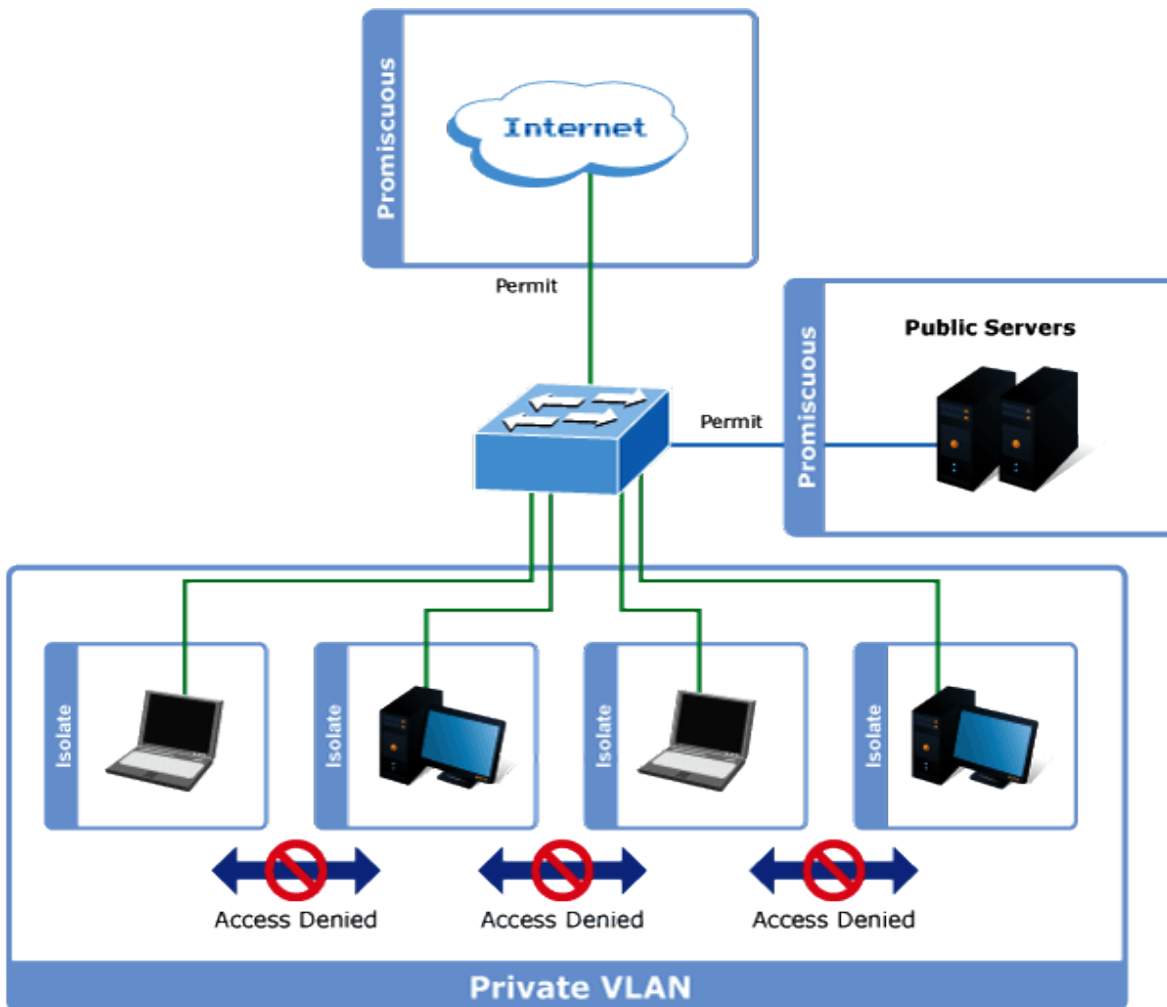 Promiscuous
Internet
Permit
Promiscuous
Public Servers
Permit
Isolate
Isolate
Isolate
Isolate
Access Denied
Access Denied
Access Denied
Private VLAN